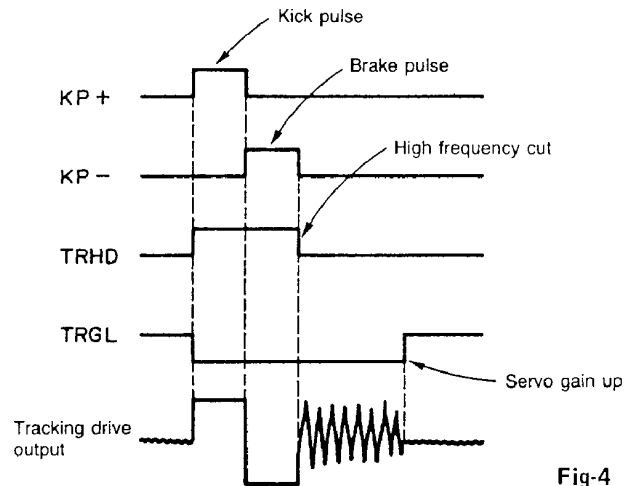 Kick pulse
Brake pulse
KP+
High frequency cut
KP−
TRHD
TRGL
Servo gain up
Tracking drive
output
Fig-4